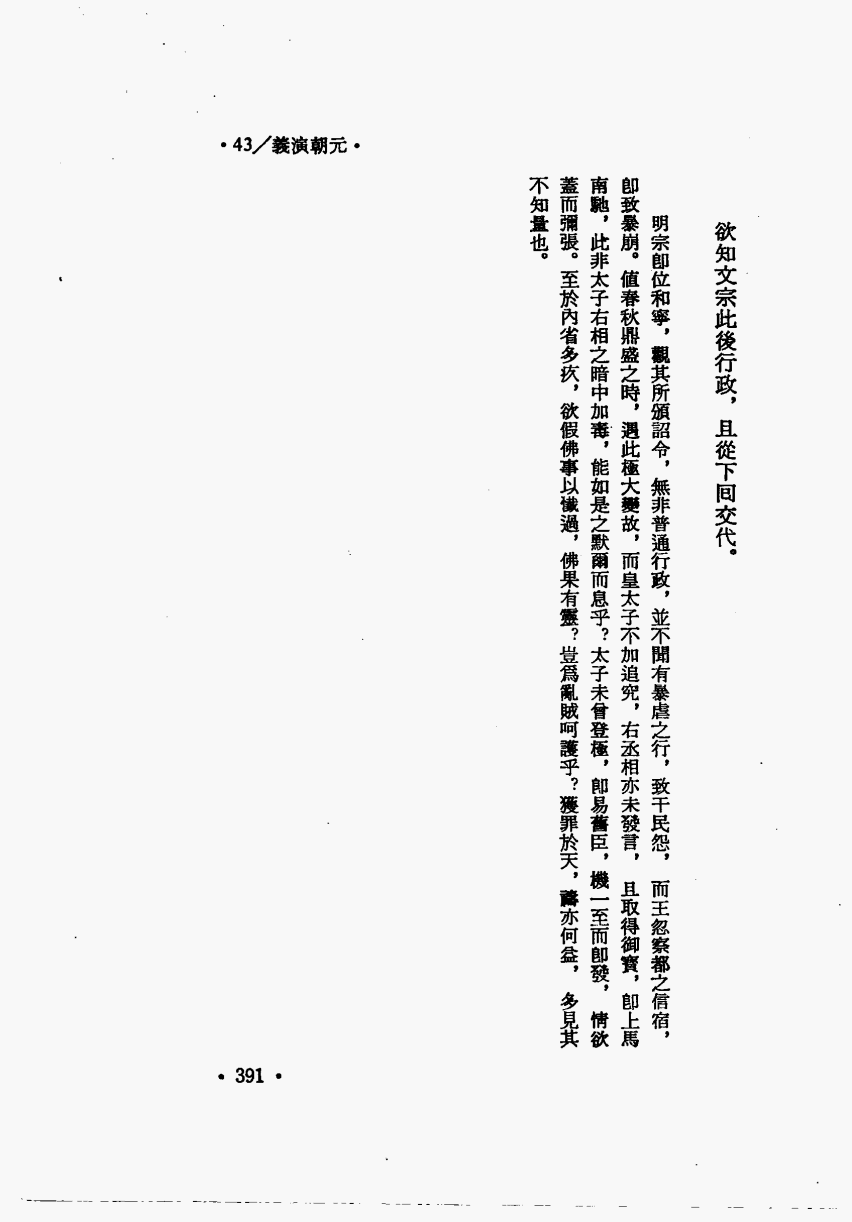 •43／義演朝元•
欲知文宗此後行政，且從下回交代。
明宗卽位和寧，觀其所頒詔令，無非普通行政，並不聞有暴虐之行，致干民怨，而王忽察都之信宿，
卽致暴崩。値春秋鼎盛之時，遇此極大變故，而皇太子不加追究，右丞相亦未發言，且取得御寶，卽上馬
南馳，此非太子右相之暗中加毒，能如是之默爾而息乎？太子未曾登極，卽易舊臣，機一至而卽發，情欲
蓋而彌張。至於內省多疚，欲假佛事以懺過，佛果有靈？豈爲亂賊呵護乎？獲罪於天，禱亦何益，多見其
不知量也。
•391•